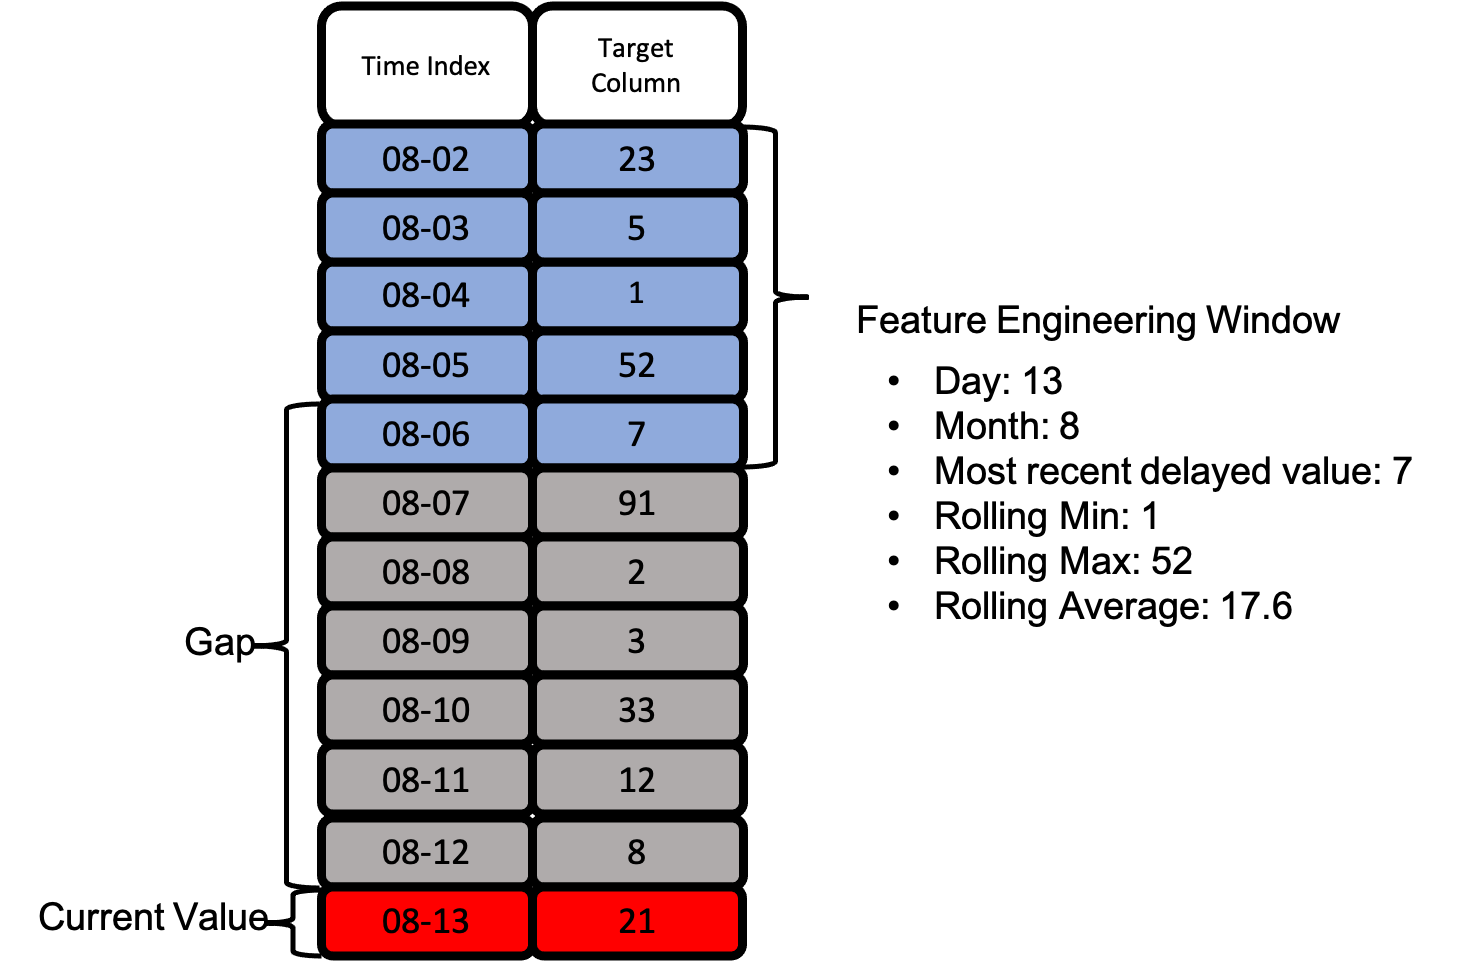 Time Index Target
Column
08-02 23
08-03 5
08-04 1
08-05 52
08-06 7
08-07 91
08-08 2
08-09 3
08-10 33
08-11 12
08-12 8
08-13 21
Gap
Current Value
Feature Engineering Window
• Day: 13
• Month: 8
• Most recent delayed value: 7
• Rolling Min: 1
• Rolling Max: 52
• Rolling Average: 17.6